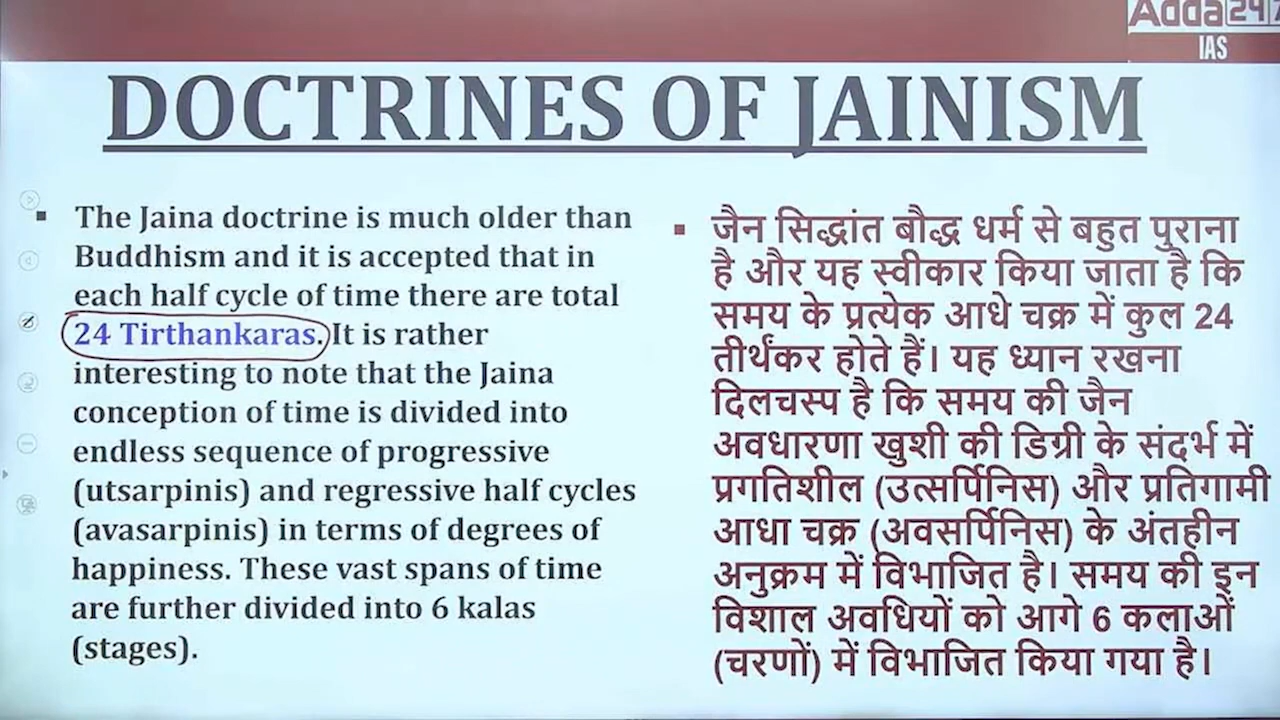 Adda247
IAS
DOCTRINES OF JAINISM
▪ The Jaina doctrine is much older than
Buddhism and it is accepted that in
each half cycle of time there are total
24 Tirthankaras. It is rather
interesting to note that the Jaina
conception of time is divided into
endless sequence of progressive
(utsarpinis) and regressive half cycles
(avasarpinis) in terms of degrees of
happiness. These vast spans of time
are further divided into 6 kalas
(stages).
▪ जैन सिद्धांत बौद्ध धर्म से बहुत पुराना
है और यह स्वीकार किया जाता है कि
समय के प्रत्येक आधे चक्र में कुल 24
तीर्थंकर होते हैं। यह ध्यान रखना
दिलचस्प है कि समय की जैन
अवधारणा खुशी की डिग्री के संदर्भ में
प्रगतिशील (उत्सर्पिनिस) और प्रतिगामी
आधा चक्र (अवसर्पिनिस) के अंतहीन
अनुक्रम में विभाजित है। समय की इन
विशाल अवधियों को आगे 6 कलाओं
(चरणों) में विभाजित किया गया है।